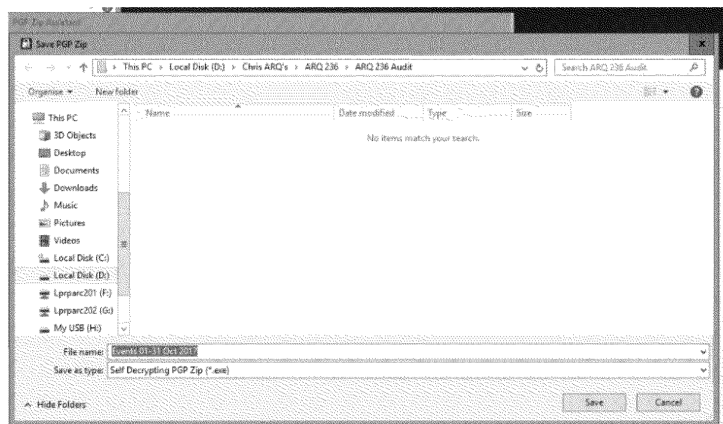 PGP Zip Assistant
Save PGP Zip
This PC > Local Disk (D:) > Chris ARQ's > ARQ 236 > ARQ 236 Audit
Search ARQ 236 Audit
Organise
New folder
Name
Date modified
Type
Size
No items match your search.
This PC
3D Objects
Desktop
Documents
Downloads
Music
Pictures
Videos
Local Disk (C:)
Local Disk (D:)
Lprparc201 (F:)
Lprparc202 (G:)
My USB (H:)
File name: Events 01-31 Oct 2017
Save as type: Self Decrypting PGP Zip (*.exe)
Hide Folders
Save
Cancel